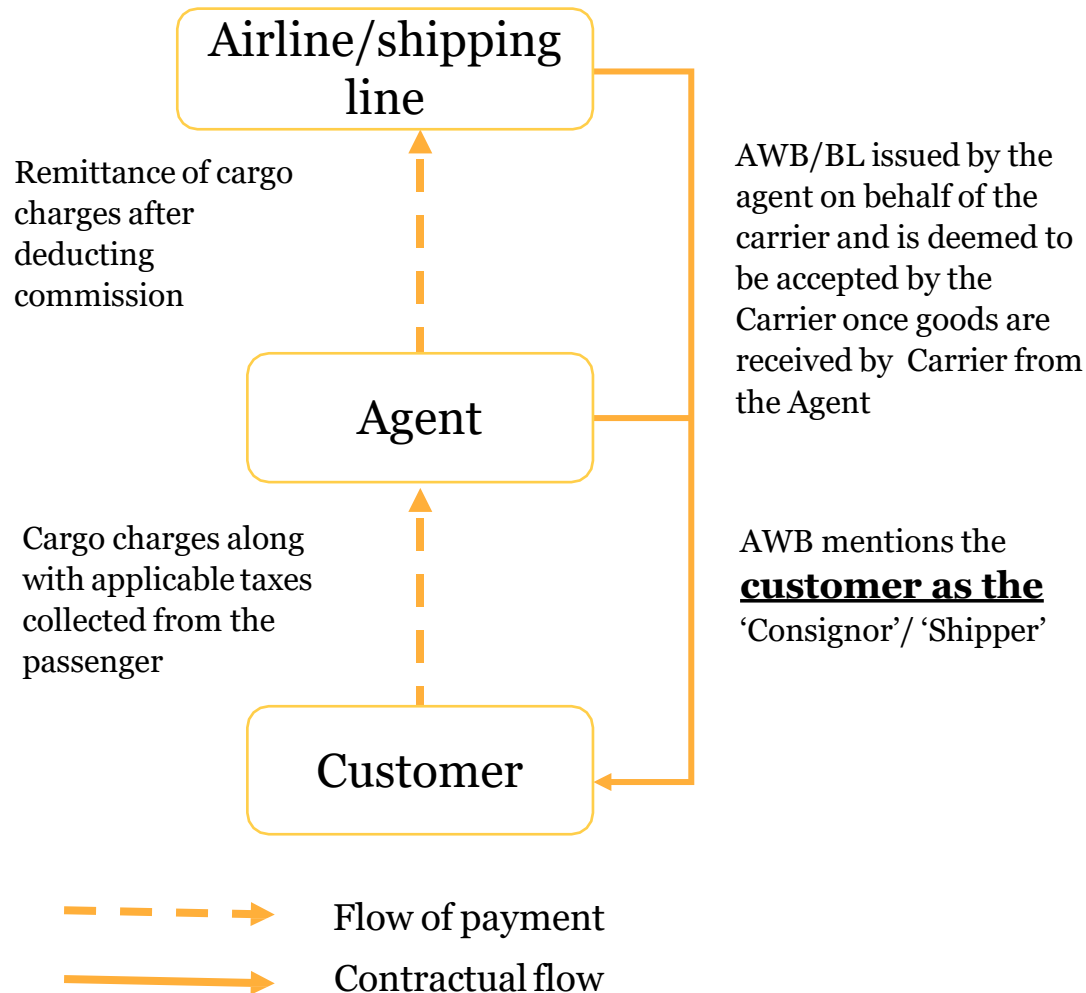 Airline/shipping
line
Remittance of cargo
charges after
deducting
commission
AWB/BL issued by the
agent on behalf of the
carrier and is deemed to
be accepted by the
Carrier once goods are
received by Carrier from
the Agent
Agent
Cargo charges along
with applicable taxes
collected from the
passenger
AWB mentions the
customer as the
‘Consignor’/ ‘Shipper’
Customer
Flow of payment
Contractual flow